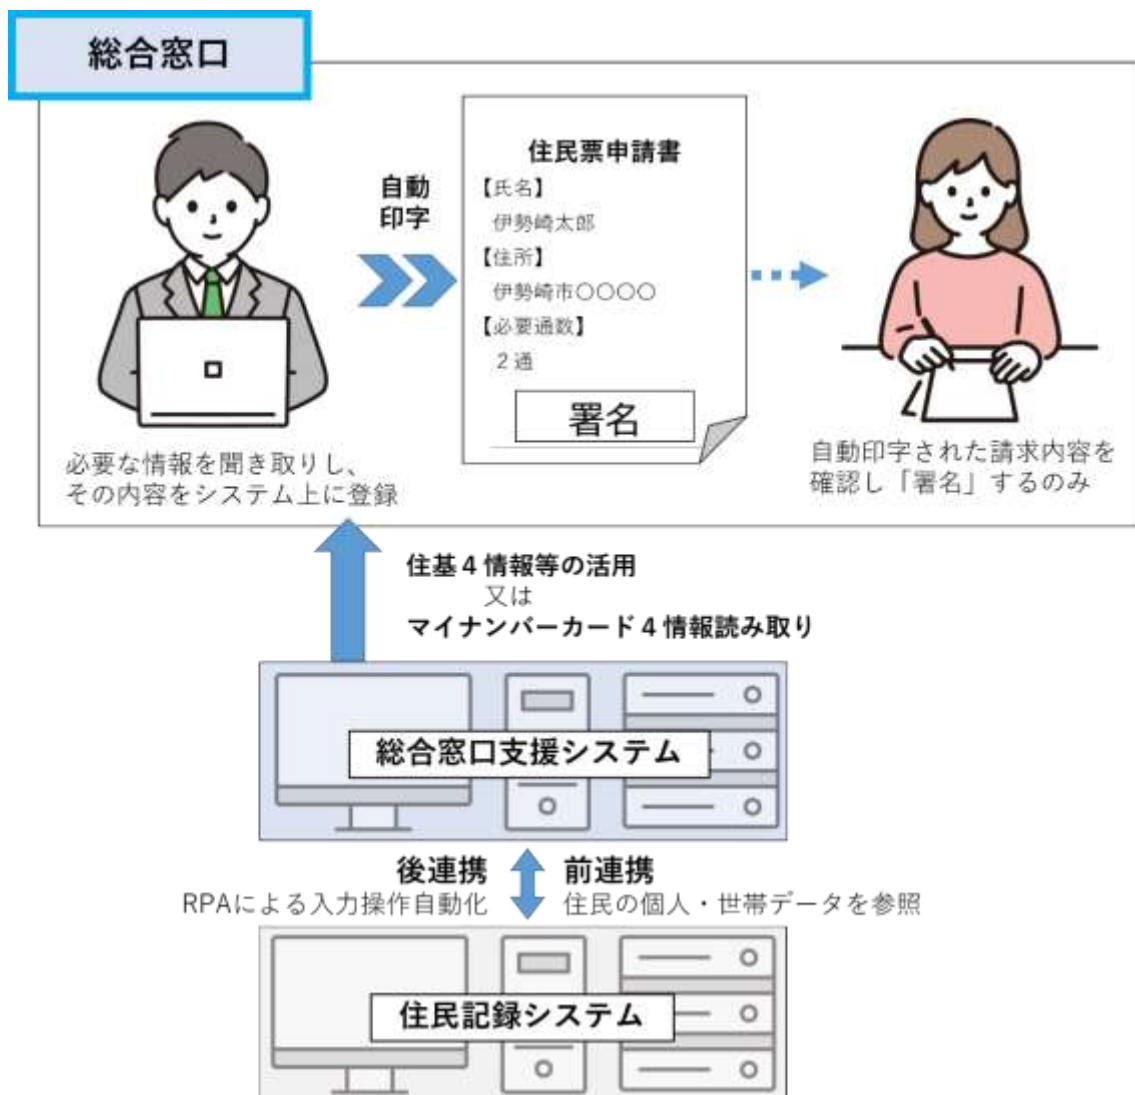 総合窓口
自動
印字
住民票申請書
【氏名】
伊勢崎太郎
【住所】
伊勢崎市〇〇〇〇
【必要通数】
２通
署名
必要な情報を聞き取りし、
その内容をシステム上に登録
自動印字された請求内容を
確認し「署名」するのみ
住基４情報等の活用
又は
マイナンバーカード４情報読み取り
総合窓口支援システム
後連携
RPAによる入力操作自動化
前連携
住民の個人・世帯データを参照
住民記録システム